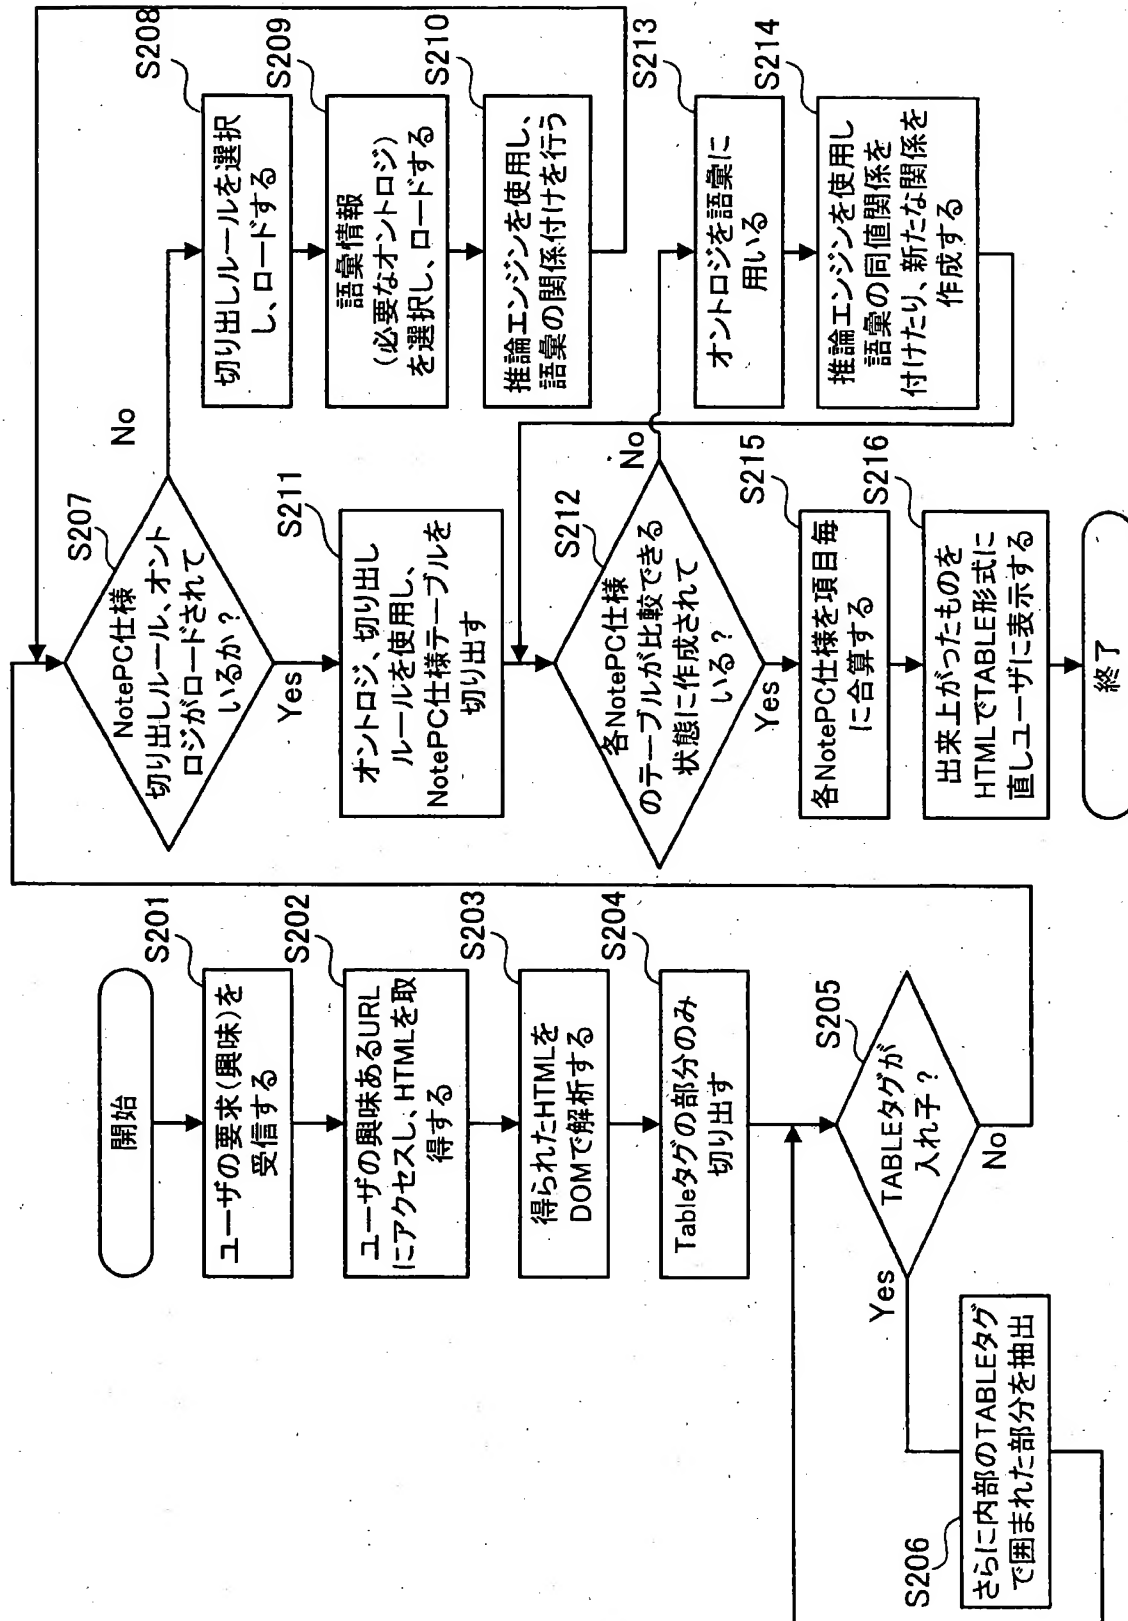 開始
S201
ユーザの要求(興味)を
受信する
S202
ユーザの興味あるURL
にアクセスし、HTMLを取
得する
S203
得られたHTMLを
DOMで解析する
S204
Tableタグの部分のみ
切り出す
S205
TABLEタグが
入れ子?
Yes
No
S206
さらに内部のTABLEタグ
で囲まれた部分を抽出
S207
NotePC仕様
切り出しルール、オント
ロジがロードされて
いるか?
No
Yes
S208
切り出しルールを選択
し、ロードする
S209
語彙情報
(必要なオントロジ)
を選択し、ロードする
S210
推論エンジンを使用し、
語彙の関係付けを行う
S211
オントロジ、切り出し
ルールを使用し、
NotePC仕様テーブルを
切り出す
S212
各NotePC仕様
のテーブルが比較できる
状態に作成されて
いる?
No
Yes
S213
オントロジを語彙に
用いる
S214
推論エンジンを使用し
語彙の同値関係を
付けたり、新たな関係を
作成する
S215
各NotePC仕様を項目毎
に合算する
S216
出来上がったものを
HTMLでTABLE形式に
直しユーザに表示する
終了